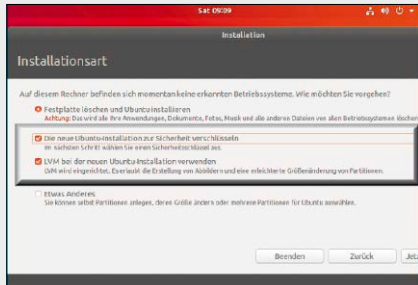 Sat 09:09
Installation
Installationsart
Auf diesem Rechner befinden sich momentan keine erkannten Betriebssysteme. Wie möchten Sie vorgehen?
Festplatte löschen und Ubuntu installieren
Achtung: Das wird alle Ihre Anwendungen, Dokumente, Fotos, Musik und alle anderen Dateien von allen Betriebssystemen löschen
Die neue Ubuntu-Installation zur Sicherheit verschlüsseln
Im nächsten Schritt wählen Sie einen Sicherheitsschlüssel aus.
LVM bei der neuen Ubuntu-Installation verwenden
LVM wird eingerichtet. Es erlaubt die Erstellung von Abbildern und eine erleichterte Größenänderung von Partitionen.
Etwas Anderes
Sie können selbst Partitionen anlegen, deren Größe ändern oder mehrere Partitionen für Ubuntu auswählen.
Beenden
Zurück
Jet